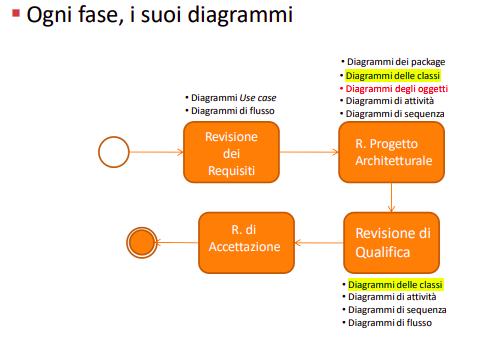 ▪ Ogni fase, i suoi diagrammi
• Diagrammi dei package
• Diagrammi delle classi
• Diagrammi degli oggetti
• Diagrammi di attività
• Diagrammi di sequenza
• Diagrammi Use case
• Diagrammi di flusso
Revisione
dei
Requisiti
R. Progetto
Architetturale
R. di
Accettazione
Revisione di
Qualifica
• Diagrammi delle classi
• Diagrammi di attività
• Diagrammi di sequenza
• Diagrammi di flusso